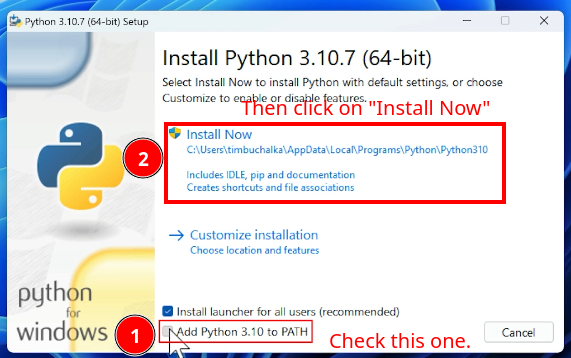 Python 3.10.7 (64-bit) Setup
Install Python 3.10.7 (64-bit)
Select Install Now to install Python with default settings, or choose
Customize to enable or disable features.
Then click on "Install Now"
2
Install Now
C:\Users\timbuchalka\AppData\Local\Programs\Python\Python310
Includes IDLE, pip and documentation
Creates shortcuts and file associations
Customize installation
Choose location and features
python
for
windows
Install launcher for all users (recommended)
1
Add Python 3.10 to PATH
Check this one.
Cancel